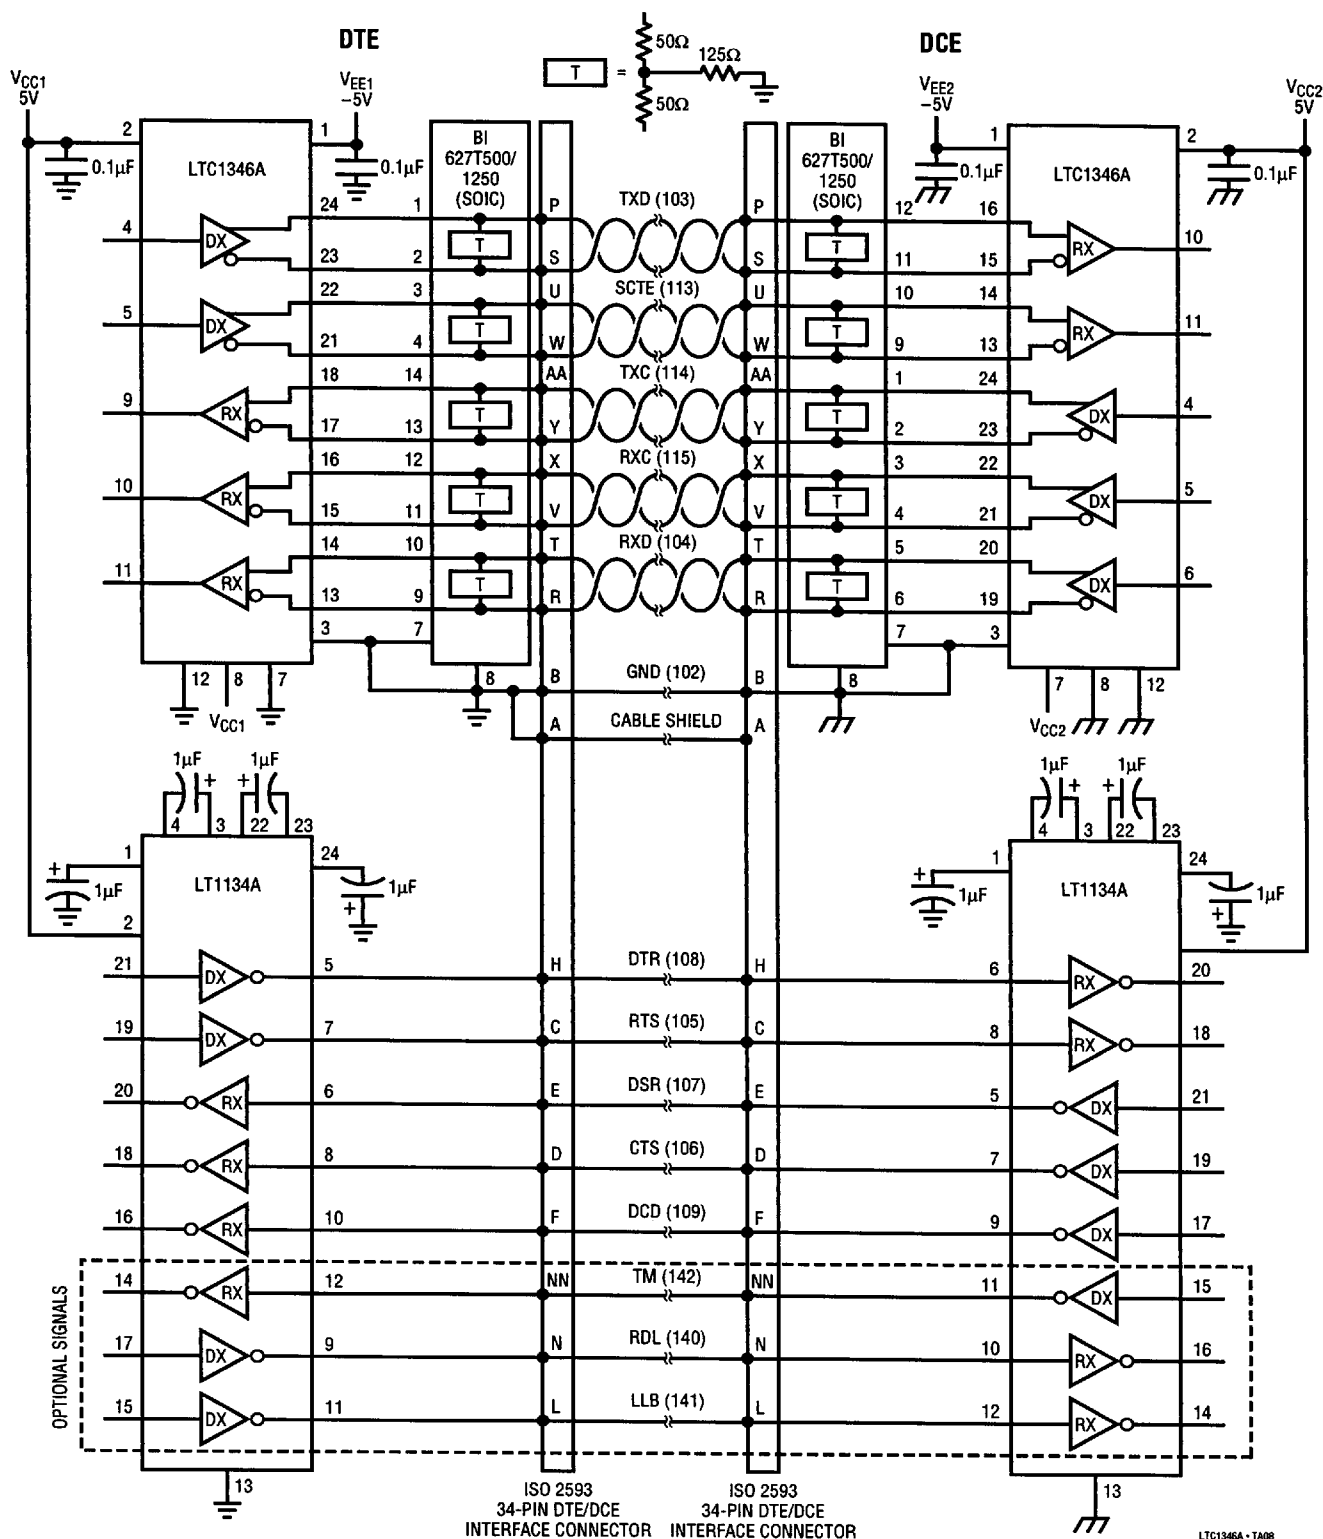 DTE
DCE
50Ω
125Ω
T =
50Ω
VCC1
5V
VEE1
–5V
VEE2
–5V
VCC2
5V
2
1
LTC1346A
0.1µF
0.1µF
BI
627T500/
1250
(SOIC)
BI
627T500/
1250
(SOIC)
1
2
LTC1346A
0.1µF
0.1µF
4
DX
24
1
T
P
TXD (103)
P
T
12
16
RX
10
23
2
S
S
11
15
5
DX
22
3
T
U
SCTE (113)
U
T
10
14
RX
11
21
4
W
W
9
13
9
RX
18
14
T
AA
TXC (114)
AA
T
1
24
DX
4
17
13
Y
Y
2
23
10
RX
16
12
T
X
RXC (115)
X
T
3
22
DX
5
15
11
V
V
4
21
11
RX
14
10
T
T
RXD (104)
T
T
5
20
DX
6
13
9
R
R
6
19
3
7
7
3
12
8
7
VCC1
8
B
GND (102)
B
8
7
8
12
VCC2
A
CABLE SHIELD
A
1µF
+
+
1µF
4
3
22
23
1µF
+
+
1µF
4
3
22
23
1
24
LT1134A
+
1µF
1µF
+
2
1
24
LT1134A
+
1µF
1µF
+
21
DX
5
H
DTR (108)
H
6
RX
20
19
DX
7
C
RTS (105)
C
8
RX
18
20
RX
6
E
DSR (107)
E
5
DX
21
18
RX
8
D
CTS (106)
D
7
DX
19
16
RX
10
F
DCD (109)
F
9
DX
17
OPTIONAL SIGNALS
14
RX
12
NN
TM (142)
NN
11
DX
15
17
DX
9
N
RDL (140)
N
10
RX
16
15
DX
11
L
LLB (141)
L
12
RX
14
13
13
ISO 2593
34-PIN DTE/DCE
INTERFACE CONNECTOR
ISO 2593
34-PIN DTE/DCE
INTERFACE CONNECTOR
LTC1346A • TA08